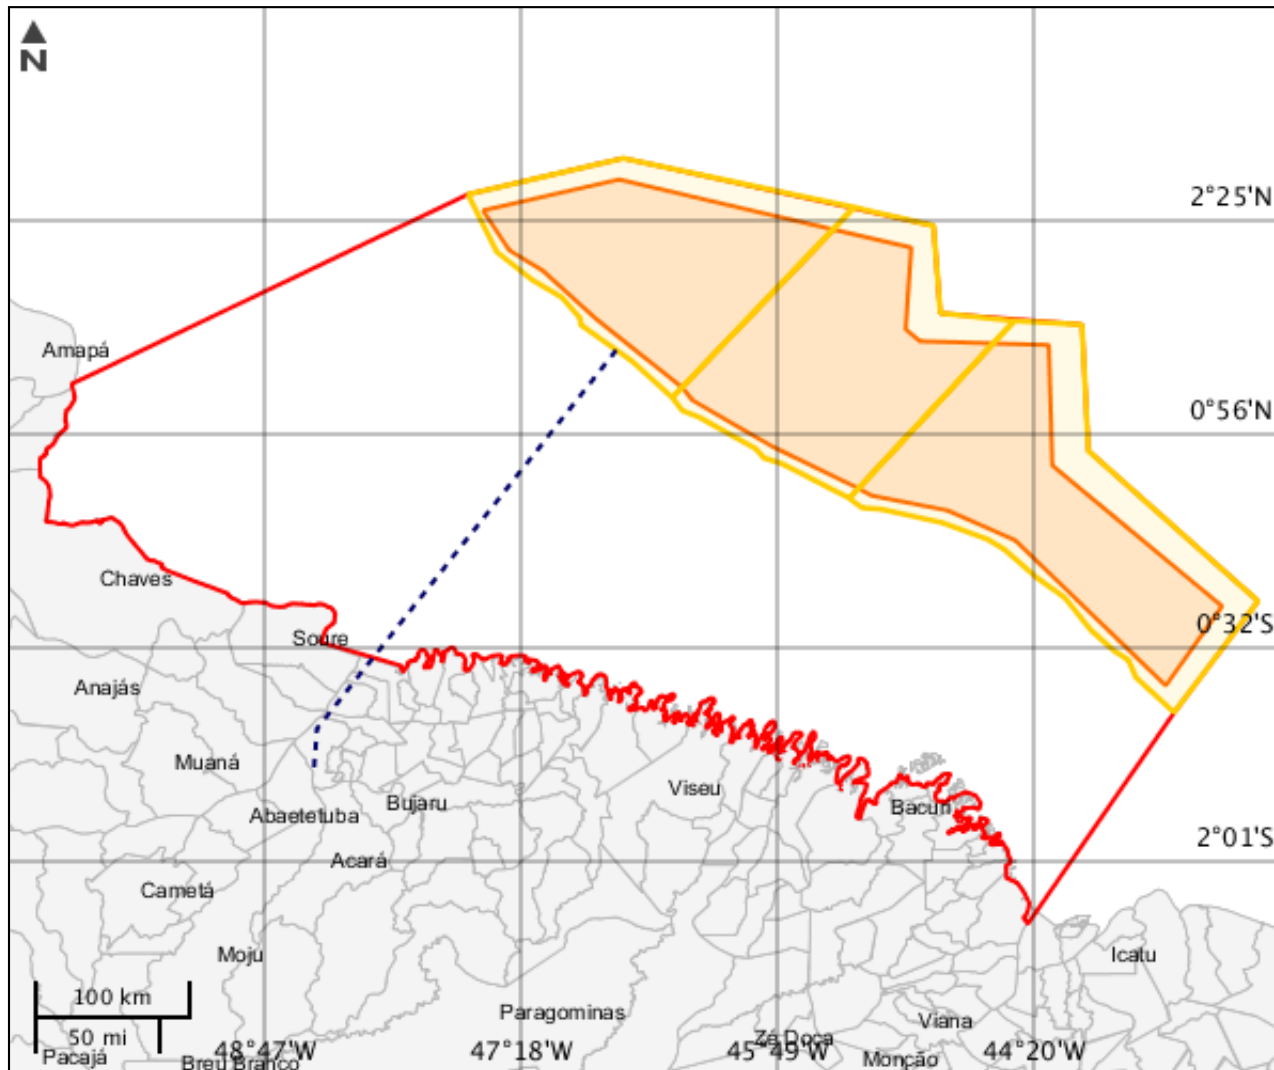 N
2°25'N
Amapá
0°56'N
Chaves
0°32'S
Soure
Anajás
Muaná
Viseu
Bujaru
Bacuri
Abaetetuba
Acará
2°01'S
Cametá
Moju
Icatu
100 km
Paragominas
Viana
50 mi
Zé Doca
48°47'W
47°18'W
45°49'W
44°20'W
Pacajá
Breu Branco
Monção